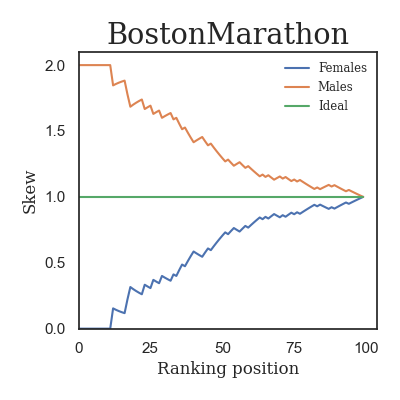 BostonMarathon
2.0
1.5
1.0
0.5
0.0
Skew
Females
Males
Ideal
0 25 50 75 100
Ranking position